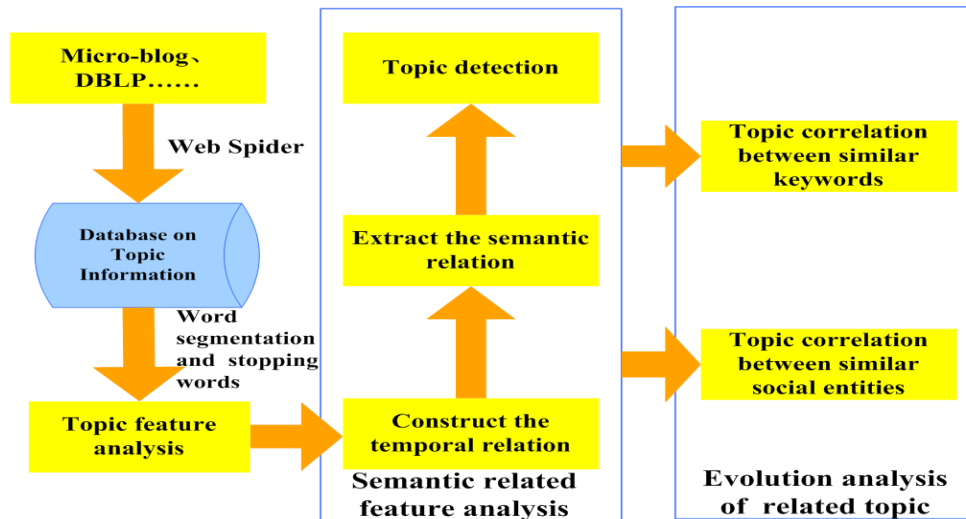 Micro-blog、
DBLP……
Web Spider
Database on
Topic
Information
Word
segmentation
and stopping
words
Topic feature
analysis
Topic detection
Extract the semantic
relation
Construct the
temporal relation
Semantic related
feature analysis
Topic correlation
between similar
keywords
Topic correlation
between similar
social entities
Evolution analysis
of related topic